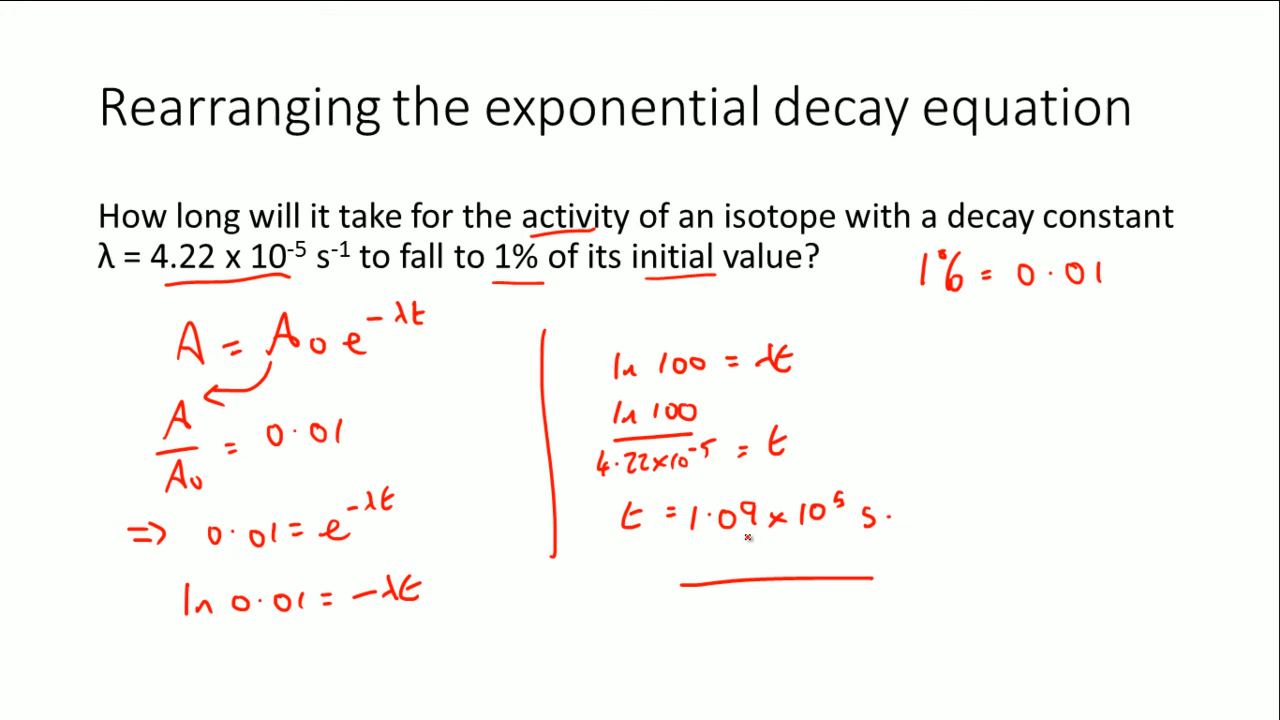 Rearranging the exponential decay equation
How long will it take for the activity of an isotope with a decay constant
λ = 4.22 x 10⁻⁵ s⁻¹ to fall to 1% of its initial value?
1% = 0.01
A = A₀ e^{-λt}
A/A₀ = 0.01
=> 0.01 = e^{-λt}
ln 0.01 = -λt
ln 100 = λt
ln 100 / 4.22×10⁻⁵ = t
t = 1.09 × 10⁵ s.